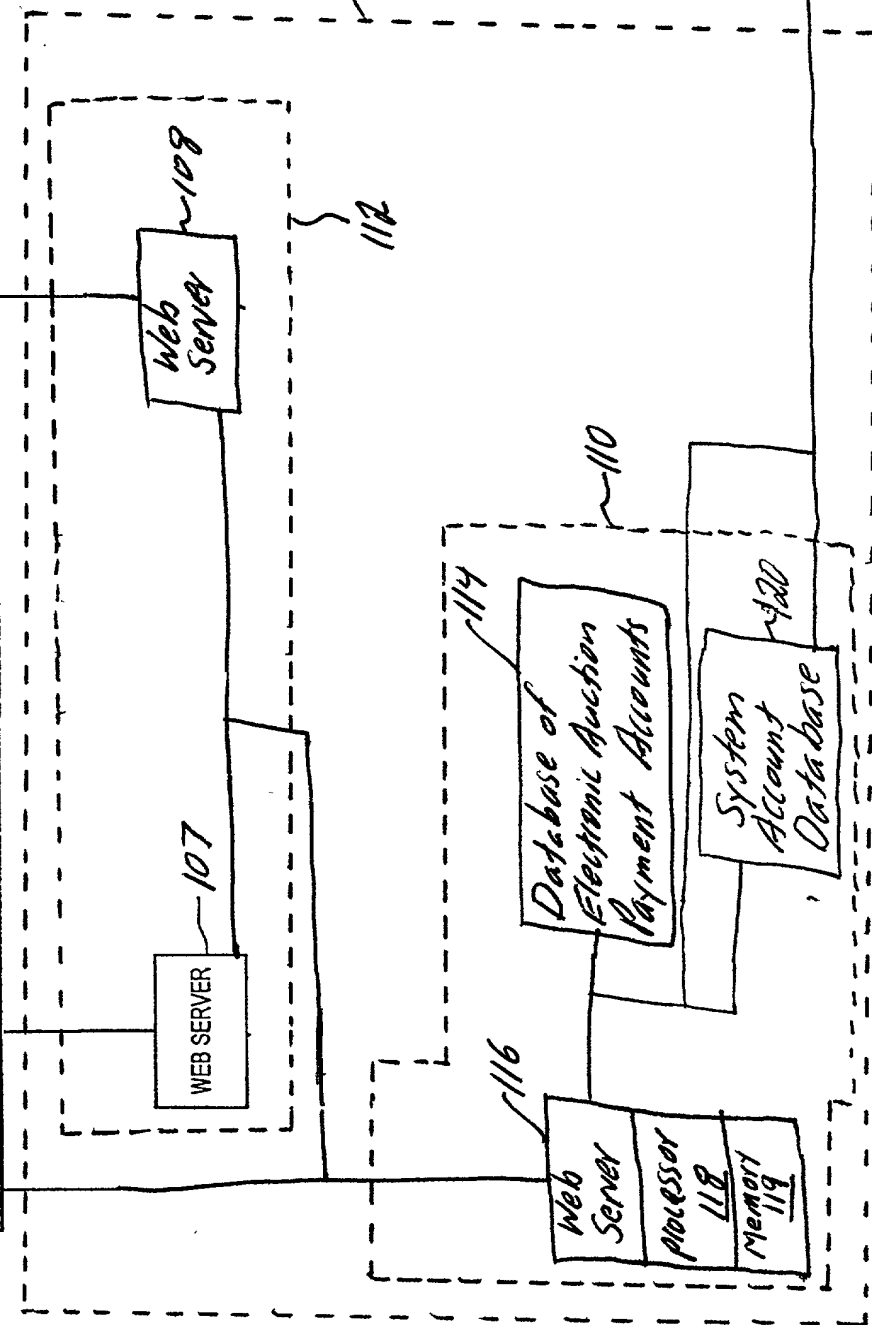 WEB SERVER
107
Web
Server
108
112
116
Web
Server
Processor
118
Memory
119
114
Database of
Electronic Auction
Payment Accounts
110
System
Account
Database
120